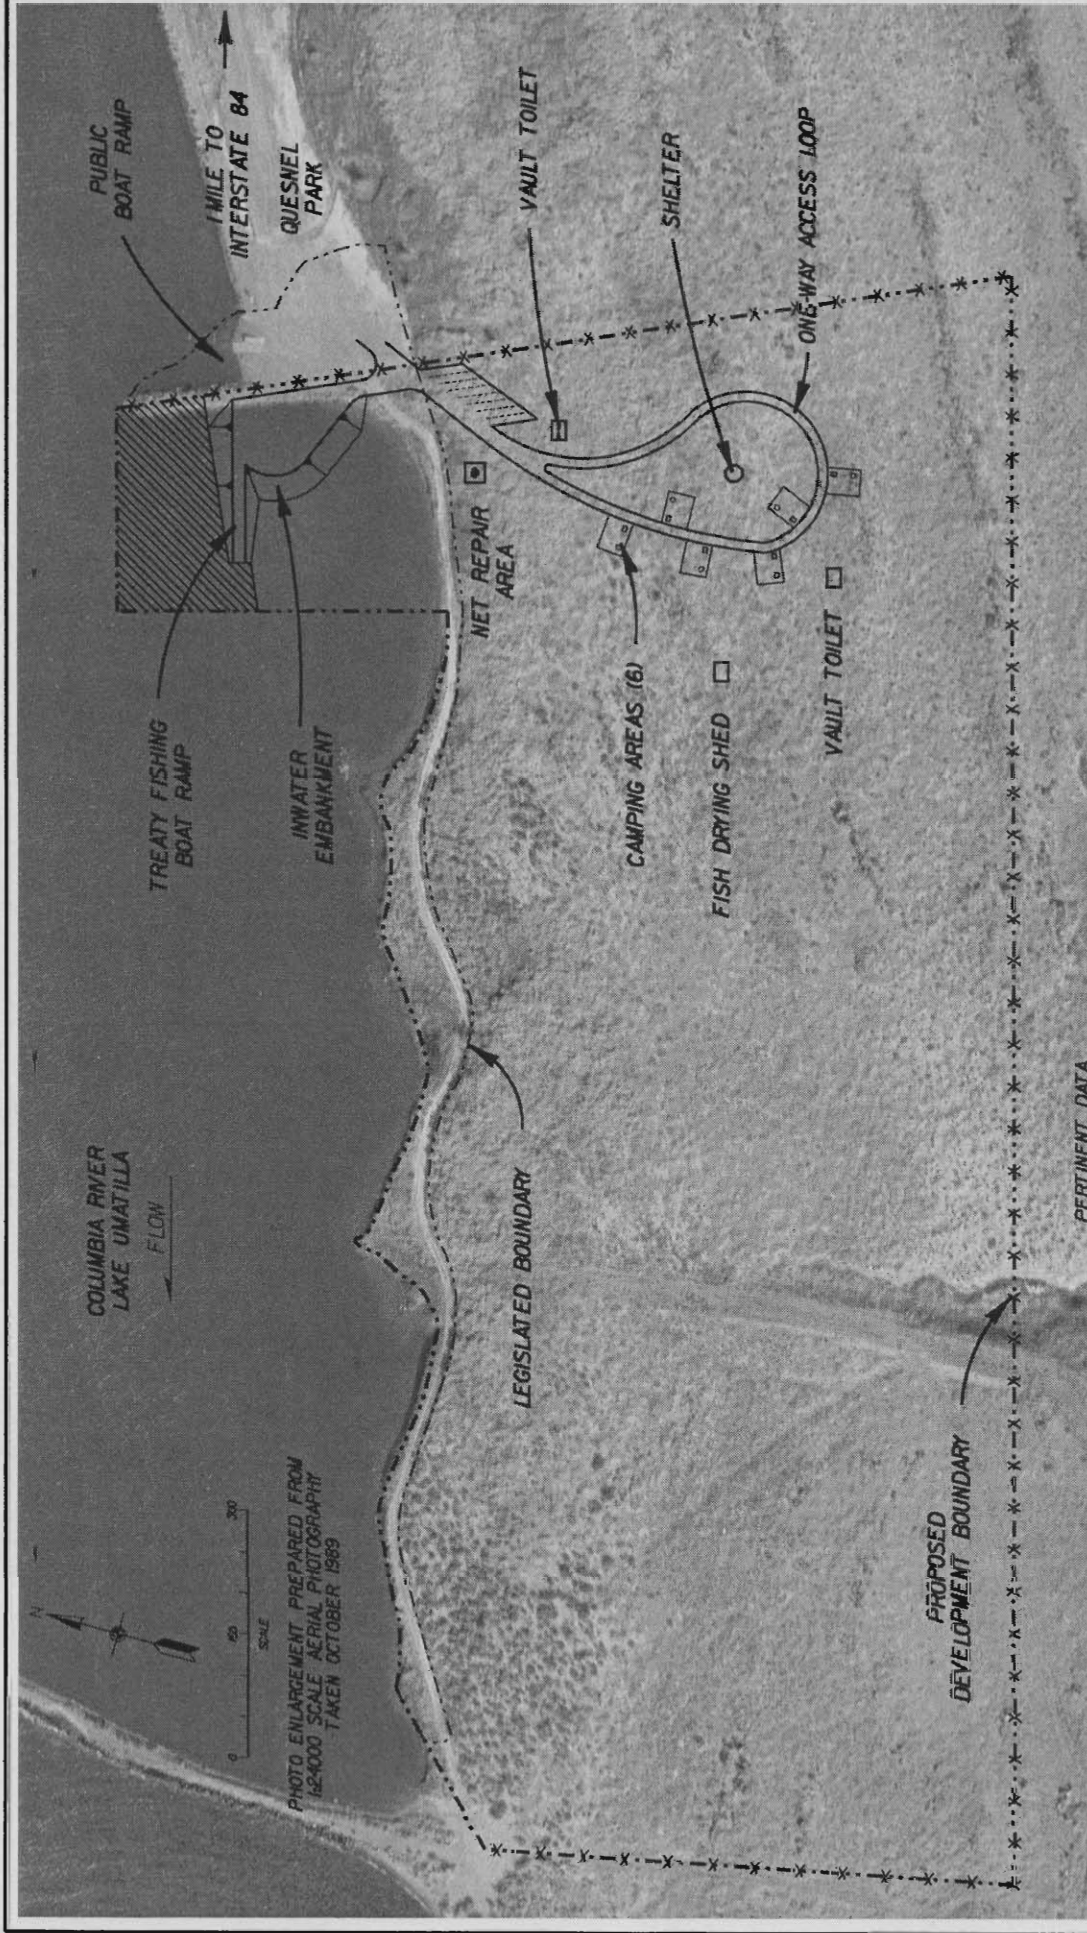 COLUMBIA RIVER
LAKE UMATILLA
FLOW
N
0 150 300
SCALE
PHOTO ENLARGEMENT PREPARED FROM
1:24000 SCALE AERIAL PHOTOGRAPHY
TAKEN OCTOBER 1989
PUBLIC
BOAT RAMP
1 MILE TO
INTERSTATE 84
QUESNEL
PARK
TREATY FISHING
BOAT RAMP
INWATER
EMBANKMENT
VAULT TOILET
NET REPAIR
AREA
SHELTER
CAMPING AREAS (6)
ONE-WAY ACCESS LOOP
FISH DRYING SHED
VAULT TOILET
LEGISLATED BOUNDARY
PROPOSED
DEVELOPMENT BOUNDARY
PERTINENT DATA